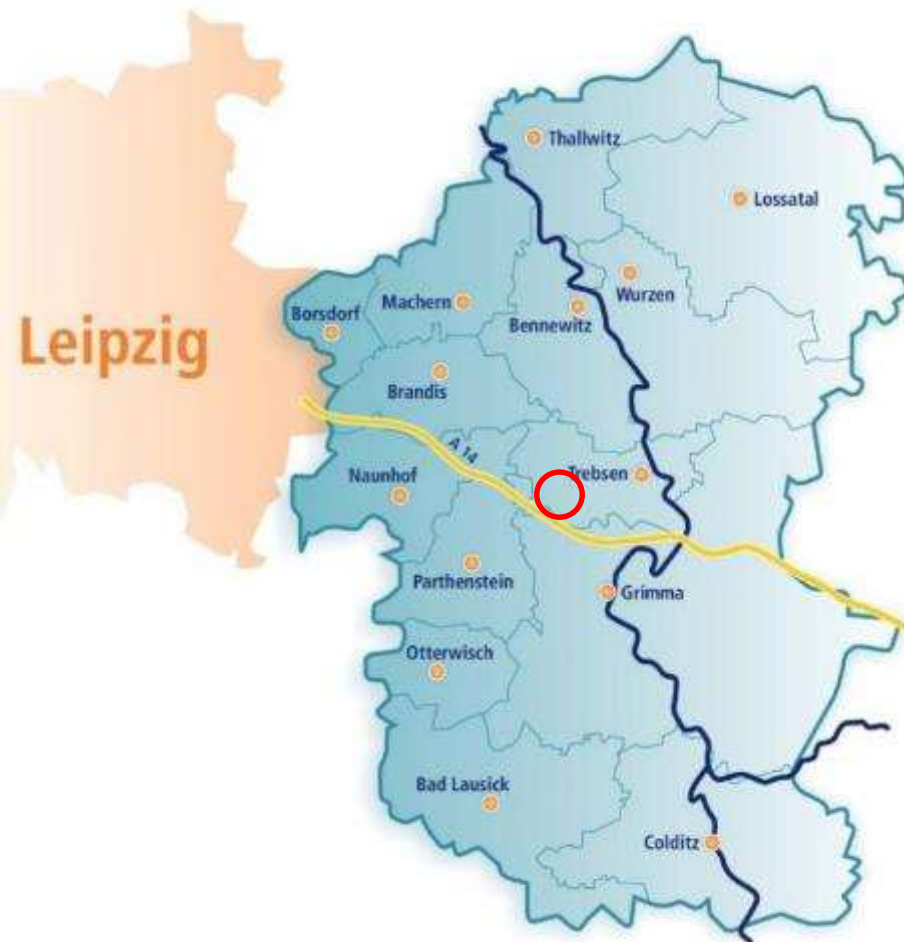 Thallwitz
Lossatal
Wurzen
Machern
Borsdorf
Bennewitz
Leipzig
Brandis
A 14
Trebsen
Naunhof
Parthenstein
Grimma
Otterwisch
Bad Lausick
Colditz